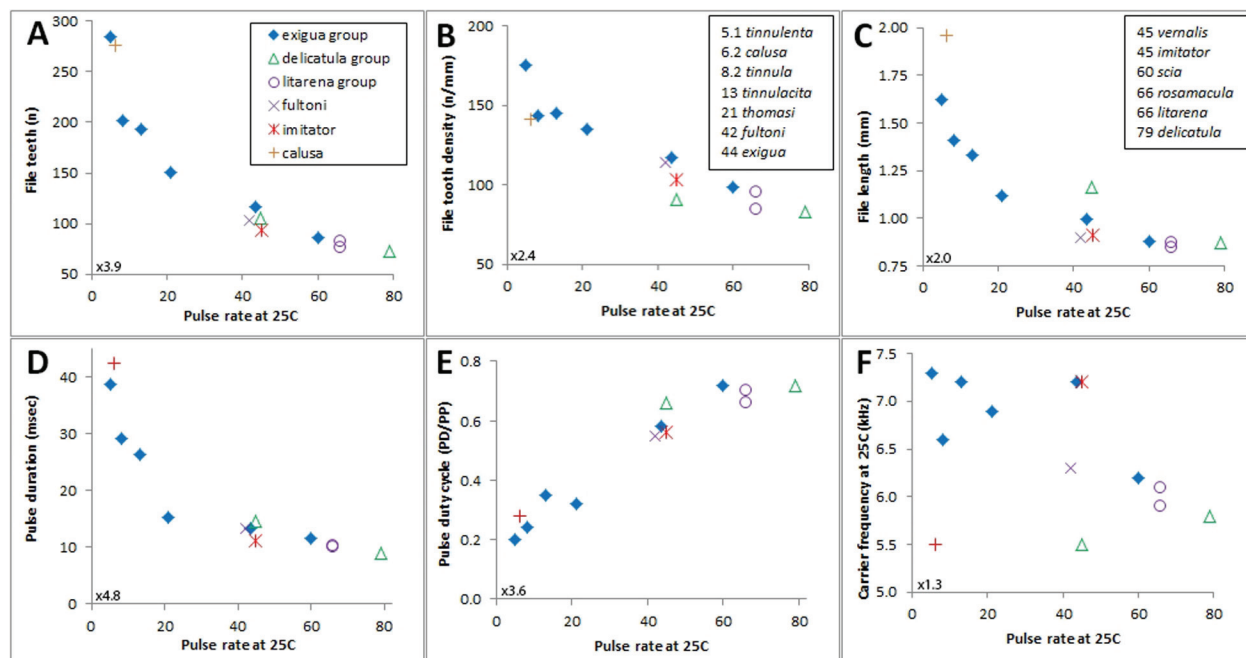 A
File teeth (n)
300
250
200
150
100
50
0
20
40
60
80
x3.9
Pulse rate at 25C
exigua group
delicatula group
litarena group
fultoni
imitator
calusa
B
File tooth density (n/mm)
200
150
100
50
0
20
40
60
80
x2.4
Pulse rate at 25C
5.1 tinnulenta
6.2 calusa
8.2 tinnula
13 tinnulacita
21 thomasi
42 fultoni
44 exigua
C
File length (mm)
2.00
1.75
1.50
1.25
1.00
0.75
0
20
40
60
80
x2.0
Pulse rate at 25C
45 vernalis
45 imitator
60 scia
66 rosamacula
66 litarena
79 delicatula
D
Pulse duration (msec)
40
30
20
10
0
0
20
40
60
80
x4.8
Pulse rate at 25C
E
Pulse duty cycle (PD/PP)
0.8
0.6
0.4
0.2
0.0
0
20
40
60
80
x3.6
Pulse rate at 25C
F
Carrier frequency at 25C (kHz)
7.5
7.0
6.5
6.0
5.5
5.0
0
20
40
60
80
x1.3
Pulse rate at 25C